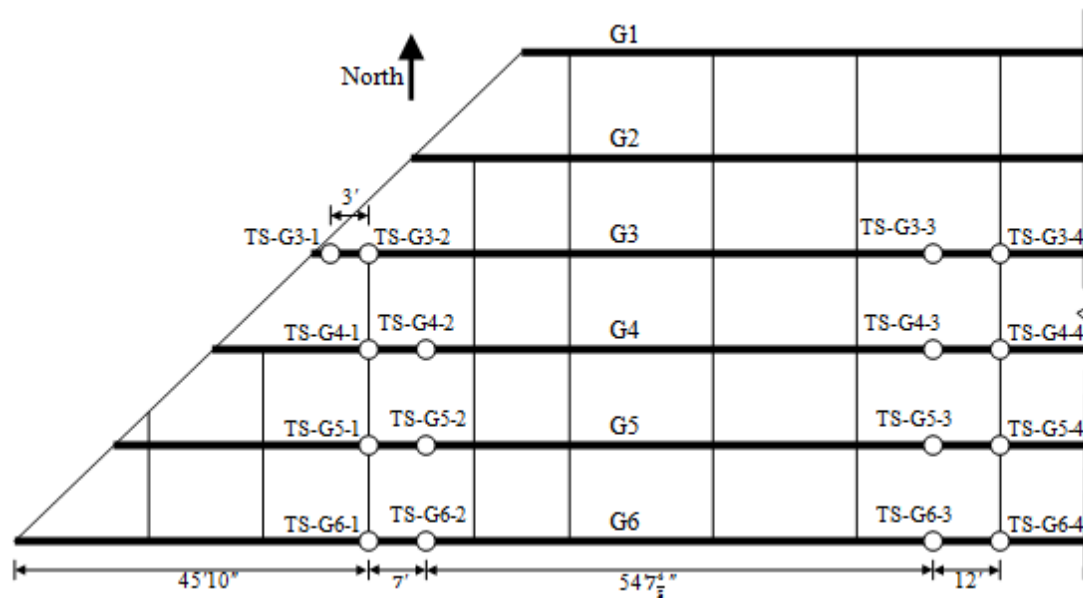 G1
North
G2
3'
TS-G3-1 TS-G3-2 G3 TS-G3-3 TS-G3-4
TS-G4-1 TS-G4-2 G4 TS-G4-3 TS-G4-4
TS-G5-1 TS-G5-2 G5 TS-G5-3 TS-G5-4
TS-G6-1 TS-G6-2 G6 TS-G6-3 TS-G6-4
45'10" 7' 12'